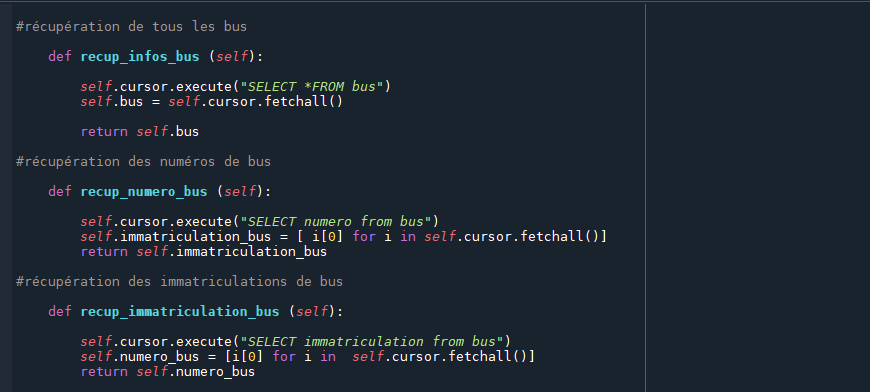 #récupération de tous les bus
def recup_infos_bus (self):
self.cursor.execute("SELECT *FROM bus")
self.bus = self.cursor.fetchall()
return self.bus
#récupération des numéros de bus
def recup_numero_bus (self):
self.cursor.execute("SELECT numero from bus")
self.immatriculation_bus = [ i[0] for i in self.cursor.fetchall()]
return self.immatriculation_bus
#récupération des immatriculations de bus
def recup_immatriculation_bus (self):
self.cursor.execute("SELECT immatriculation from bus")
self.numero_bus = [i[0] for i in  self.cursor.fetchall()]
return self.numero_bus